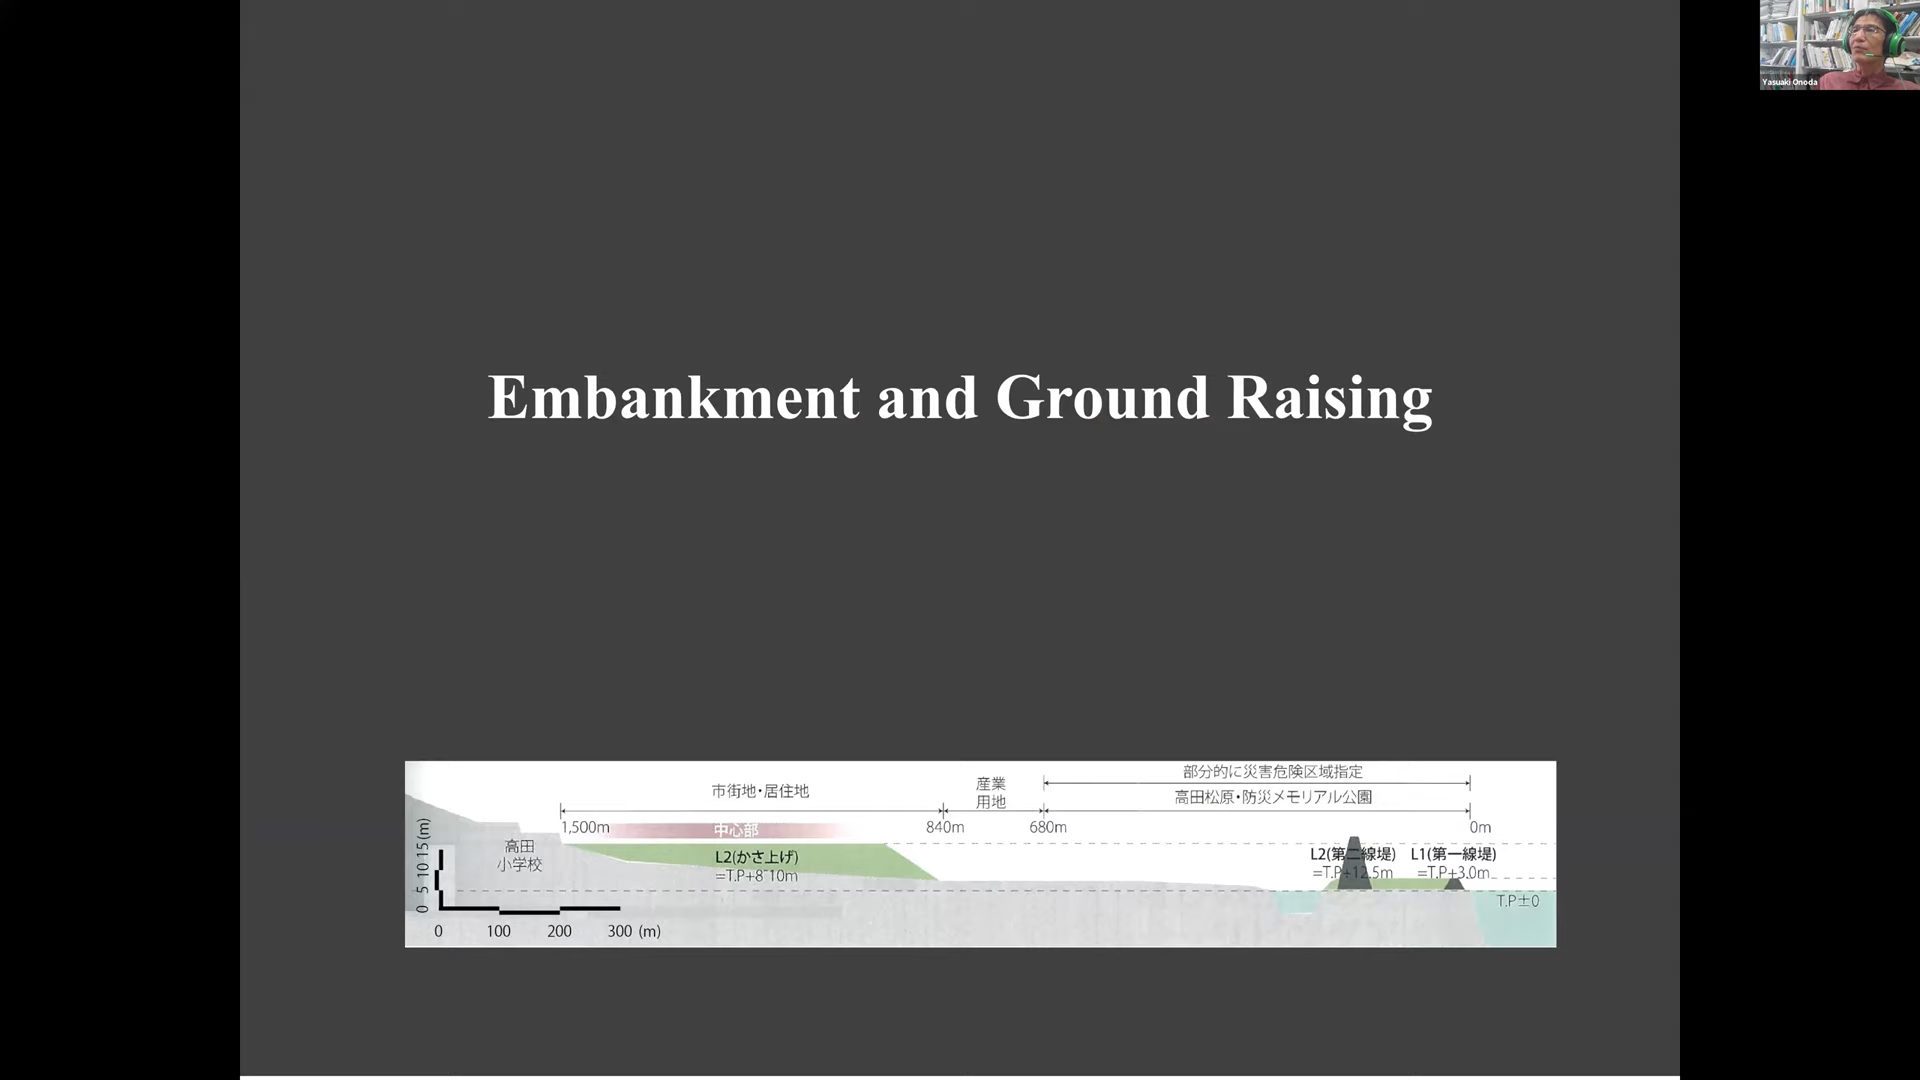 Yasuaki Onoda
Embankment and Ground Raising
部分的に災害危険区域指定
市街地・居住地
産業
用地
高田松原・防災メモリアル公園
1,500m
中心部
840m
680m
0m
高田
小学校
L2(かさ上げ)
=T.P+8~10m
L2(第二線堤)
=T.P+12.5m
L1(第一線堤)
=T.P+3.0m
T.P±0
0 5 10 15 (m)
0 100 200 300 (m)